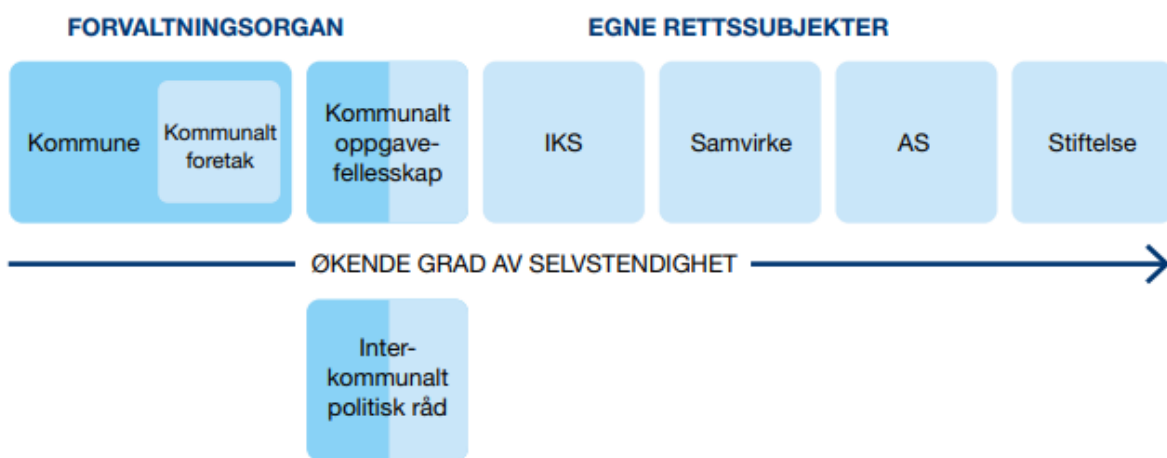 FORVALTNINGSORGAN
EGNE RETTSSUBJEKTER
Kommune
Kommunalt
foretak
Kommunalt
oppgave-
fellesskap
IKS
Samvirke
AS
Stiftelse
ØKENDE GRAD AV SELVSTENDIGHET
Inter-
kommunalt
politisk råd